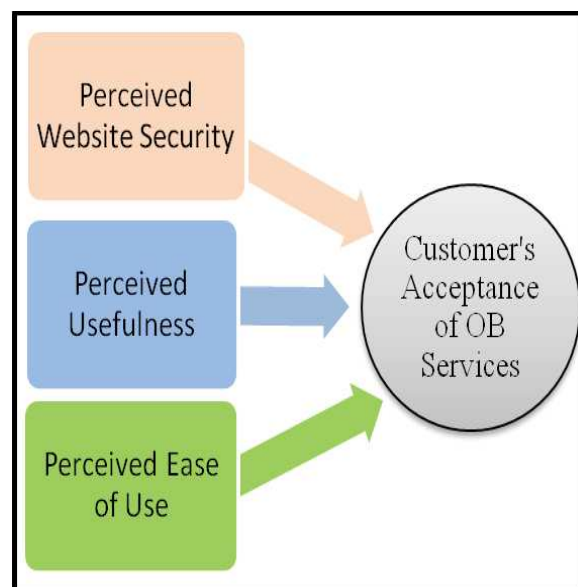 Perceived
Website Security
Perceived
Usefulness
Perceived Ease
of Use
Customer's
Acceptance
of OB
Services